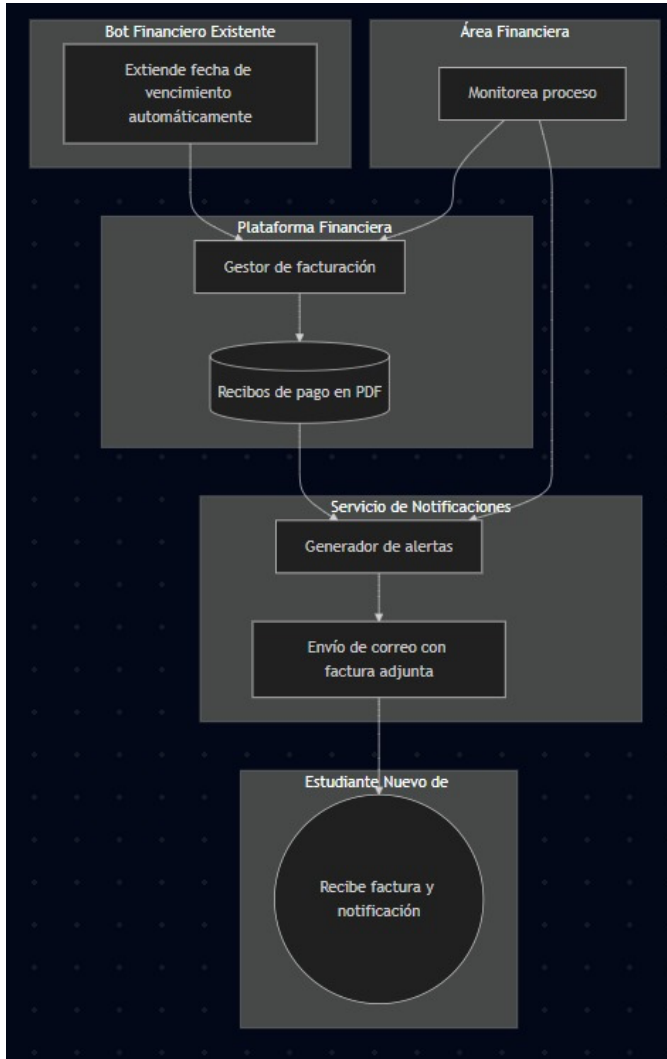 Bot Financiero Existente
Área Financiera
Extiende fecha de
vencimiento
automáticamente
Monitorea proceso
Plataforma Financiera
Gestor de facturación
Recibos de pago en PDF
Servicio de Notificaciones
Generador de alertas
Envío de correo con
factura adjunta
Estudiante Nuevo de
Recibe factura y
notificación